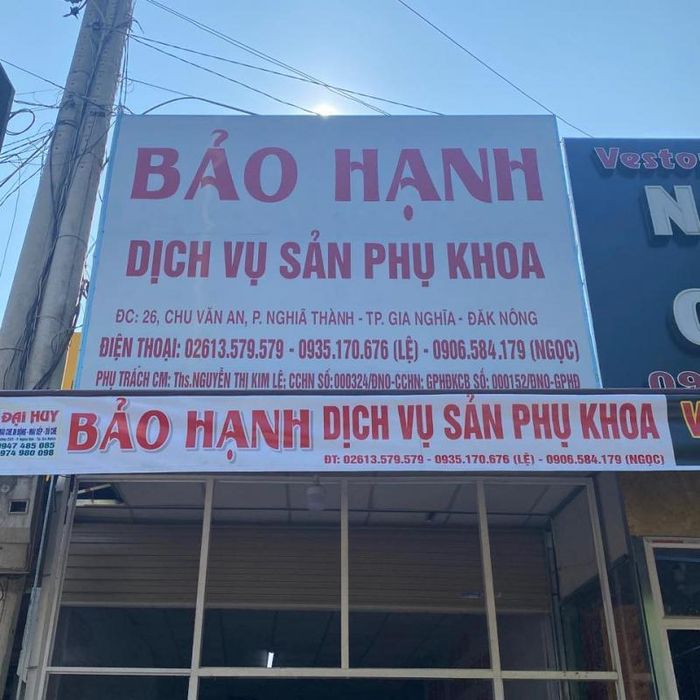 BẢO HẠNH
DỊCH VỤ SẢN PHỤ KHOA
ĐC: 26, CHU VĂN AN, P. NGHIÃ THÀNH - TP. GIA NGHĨA - ĐĂK NÔNG
ĐIỆN THOẠI: 02613.579.579 - 0935.170.676 (LỆ) - 0906.584.179 (NGỌC)
PHỤ TRÁCH CM: Ths.NGUYỄN THỊ KIM LỆ; CCHN SỐ: 000324/ĐNO-CCHN; GPHĐKCB SỐ: 000152/ĐNO-GPHĐ
Vesto
N
09
ĐẠI HUY
0947 485 085
0974 980 098
BẢO HẠNH DỊCH VỤ SẢN PHỤ KHOA
ĐT: 02613.579.579 - 0935.170.676 (LỆ) - 0906.584.179 (NGỌC)
V